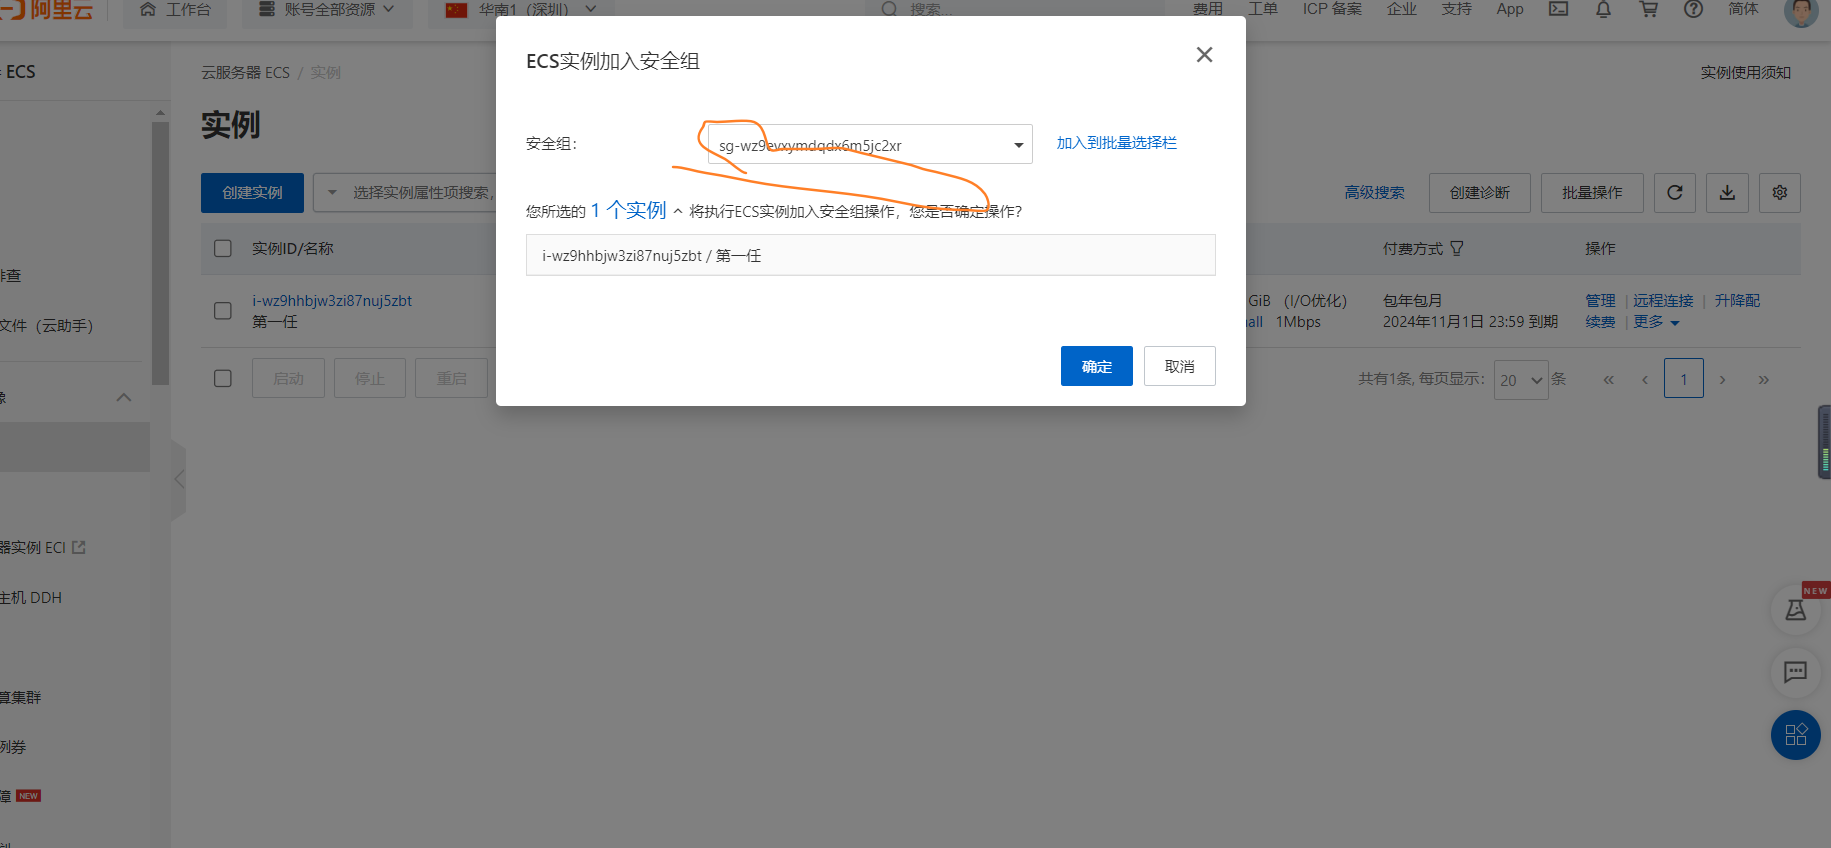 阿里云
工作台
账号全部资源
华南1（深圳）
搜索...
费用
工单
ICP 备案
企业
支持
App
简体
ECS
云服务器 ECS / 实例
实例使用须知
实例
创建实例
选择实例属性项搜索，
高级搜索
创建诊断
批量操作
实例ID/名称
付费方式
操作
i-wz9hhbjw3zi87nuj5zbt
第一任
GiB （I/O优化）
all 1Mbps
包年包月
2024年11月1日 23:59 到期
管理 | 远程连接 | 升降配
续费 | 更多
启动
停止
重启
共有1条, 每页显示:
20
条
« ‹ 1 › »
排查
文件（云助手）
像
器实例 ECI
主机 DDH
算集群
例券
障 NEW
NEW
ECS实例加入安全组
安全组：
sg-wz9evxymdqdx6m5jc2xr
加入到批量选择栏
您所选的 1 个实例 将执行ECS实例加入安全组操作，您是否确定操作？
i-wz9hhbjw3zi87nuj5zbt / 第一任
确定
取消